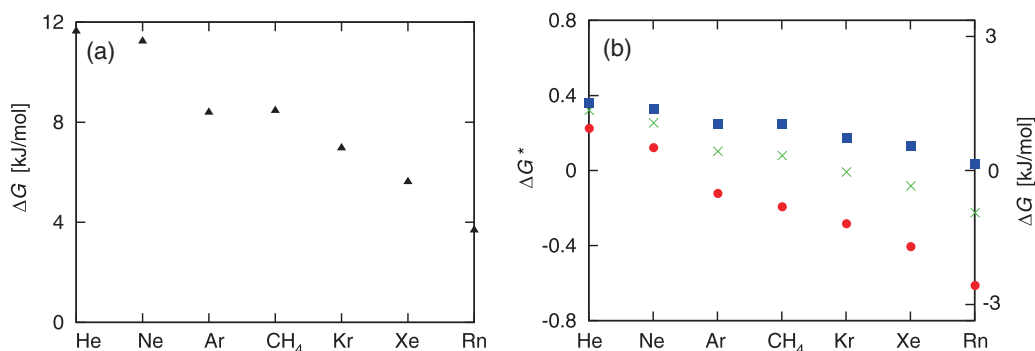 (a)
ΔG [kJ/mol]
12
8
4
0
He Ne Ar CH4 Kr Xe Rn
(b)
ΔG*
0.8
0.4
0
-0.4
-0.8
He Ne Ar CH4 Kr Xe Rn
3
0
-3
ΔG [kJ/mol]